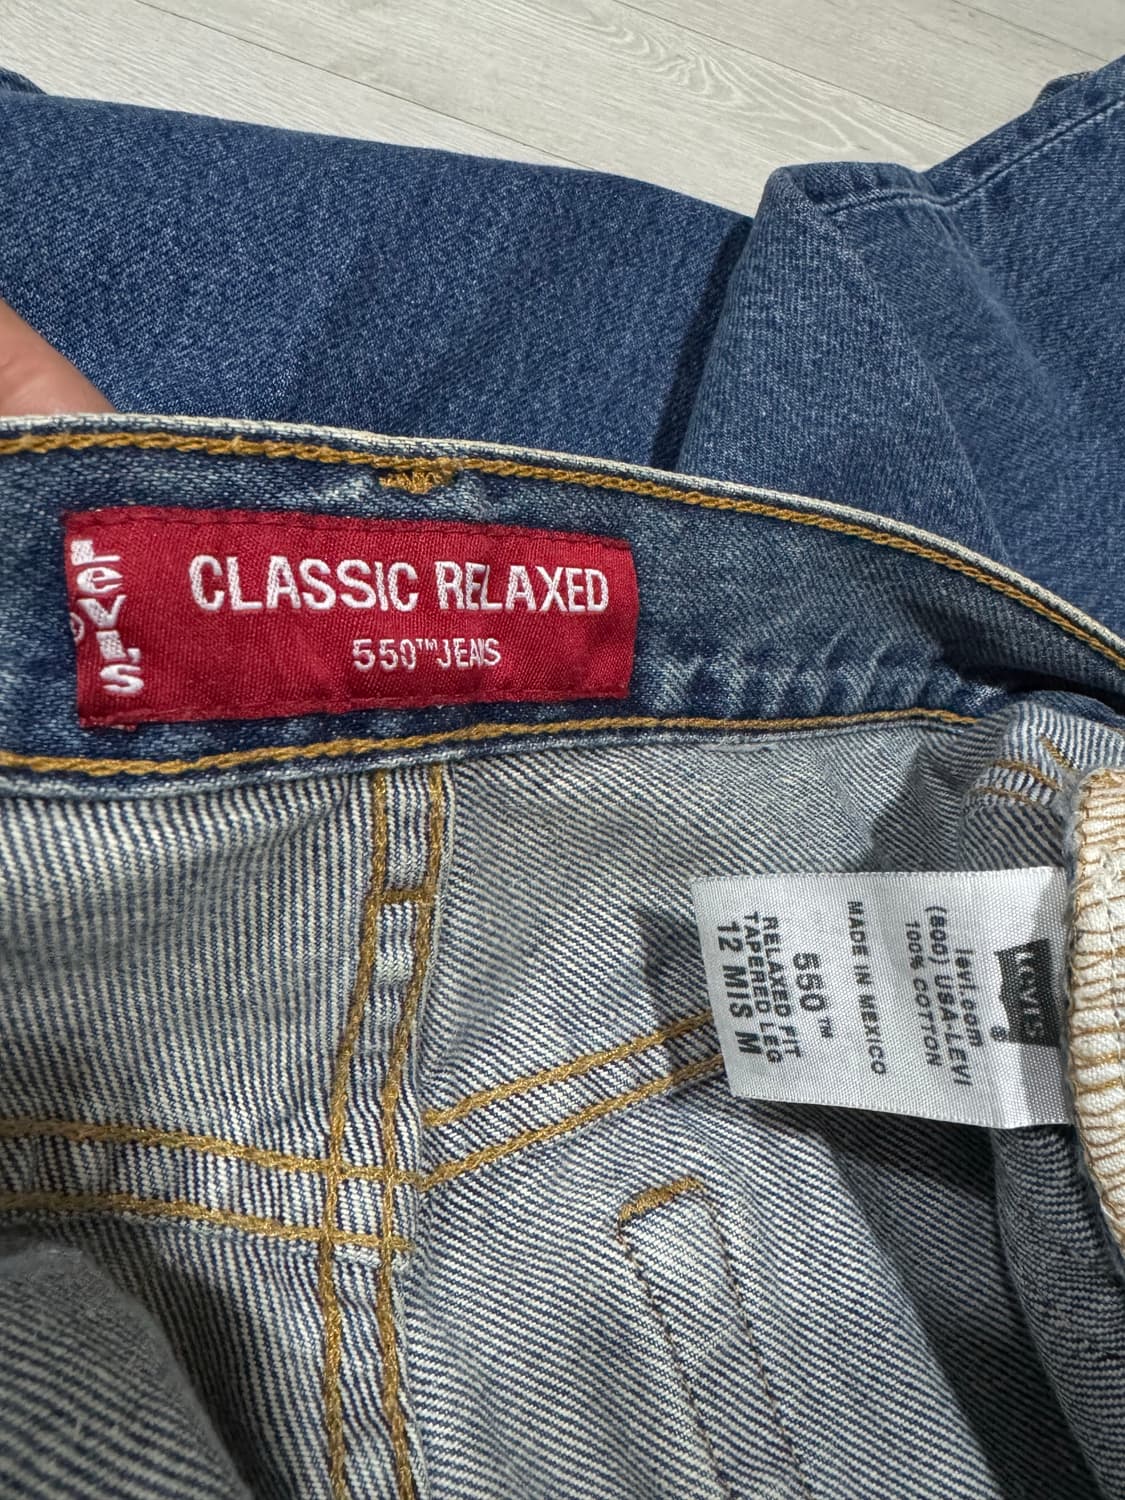 LEVI'S
®
CLASSIC RELAXED
550™ JEANS
LEVI'S
®
levi.com
(800) USA-LEVI
100% COTTON
MADE IN MEXICO
550™
RELAXED FIT
TAPERED LEG
12 MIS M